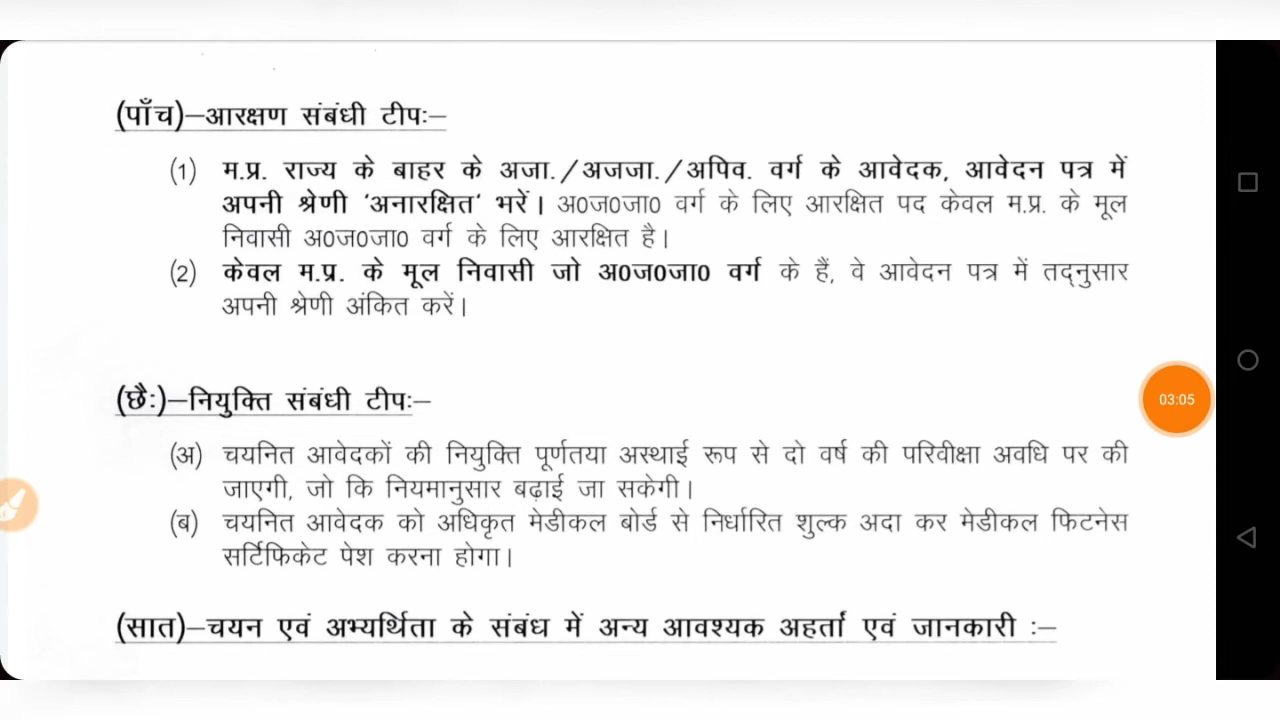 (पाँच)–आरक्षण संबंधी टीपः–
(1) म.प्र. राज्य के बाहर के अजा./अजजा./अपिव. वर्ग के आवेदक, आवेदन पत्र में
अपनी श्रेणी 'अनारक्षित' भरें। अ0ज0जा0 वर्ग के लिए आरक्षित पद केवल म.प्र. के मूल
निवासी अ0ज0जा0 वर्ग के लिए आरक्षित है।
(2) केवल म.प्र. के मूल निवासी जो अ0ज0जा0 वर्ग के हैं, वे आवेदन पत्र में तद्नुसार
अपनी श्रेणी अंकित करें।
(छैः)–नियुक्ति संबंधी टीपः–
03:05
(अ) चयनित आवेदकों की नियुक्ति पूर्णतया अस्थाई रूप से दो वर्ष की परिवीक्षा अवधि पर की
जाएगी, जो कि नियमानुसार बढ़ाई जा सकेगी।
(ब) चयनित आवेदक को अधिकृत मेडीकल बोर्ड से निर्धारित शुल्क अदा कर मेडीकल फिटनेस
सर्टिफिकेट पेश करना होगा।
(सात)–चयन एवं अभ्यर्थिता के संबंध में अन्य आवश्यक अहर्तां एवं जानकारी :–